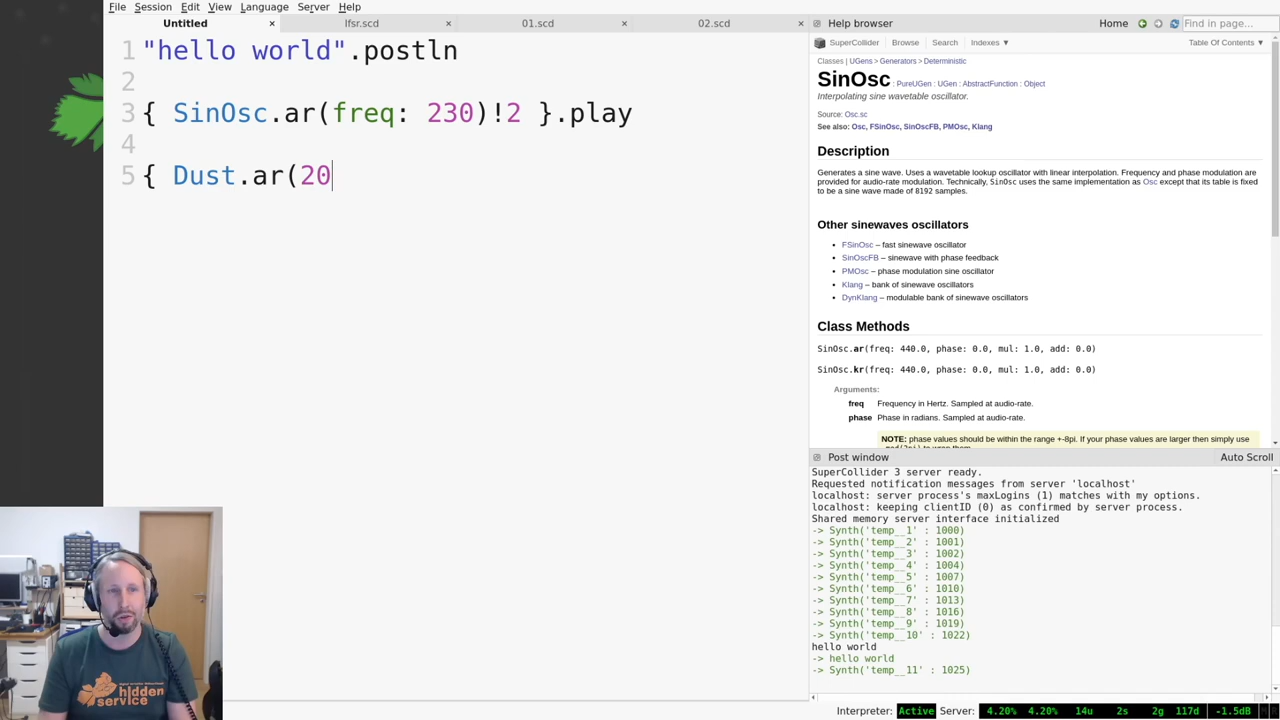 File Session Edit View Language Server Help
Untitled × lfsr.scd × 01.scd × 02.scd ×
1 "hello world".postln
2
3 { SinOsc.ar(freq: 230)!2 }.play
4
5 { Dust.ar(20
hidden
service
Help browser Home Find in page...
SuperCollider Browse Search Indexes ▼ Table Of Contents ▼
Classes | UGens > Generators > Deterministic
SinOsc : PureUGen : UGen : AbstractFunction : Object
Interpolating sine wavetable oscillator.
Source: Osc.sc
See also: Osc, FSinOsc, SinOscFB, PMOsc, Klang
Description
Generates a sine wave. Uses a wavetable lookup oscillator with linear interpolation. Frequency and phase modulation are
provided for audio-rate modulation. Technically, SinOsc uses the same implementation as Osc except that its table is fixed
to be a sine wave made of 8192 samples.
Other sinewaves oscillators
• FSinOsc – fast sinewave oscillator
• SinOscFB – sinewave with phase feedback
• PMOsc – phase modulation sine oscillator
• Klang – bank of sinewave oscillators
• DynKlang – modulable bank of sinewave oscillators
Class Methods
SinOsc.ar(freq: 440.0, phase: 0.0, mul: 1.0, add: 0.0)
SinOsc.kr(freq: 440.0, phase: 0.0, mul: 1.0, add: 0.0)
Arguments:
freq Frequency in Hertz. Sampled at audio-rate.
phase Phase in radians. Sampled at audio-rate.
NOTE: phase values should be within the range +-8pi. If your phase values are larger then simply use
Post window Auto Scroll
SuperCollider 3 server ready.
Requested notification messages from server 'localhost'
localhost: server process's maxLogins (1) matches with my options.
localhost: keeping clientID (0) as confirmed by server process.
Shared memory server interface initialized
-> Synth('temp__1' : 1000)
-> Synth('temp__2' : 1001)
-> Synth('temp__3' : 1002)
-> Synth('temp__4' : 1004)
-> Synth('temp__5' : 1007)
-> Synth('temp__6' : 1010)
-> Synth('temp__7' : 1013)
-> Synth('temp__8' : 1016)
-> Synth('temp__9' : 1019)
-> Synth('temp__10' : 1022)
hello world
-> hello world
-> Synth('temp__11' : 1025)
Interpreter: Active Server: 4.20% 4.20% 14u 2s 2g 117d -1.5dB